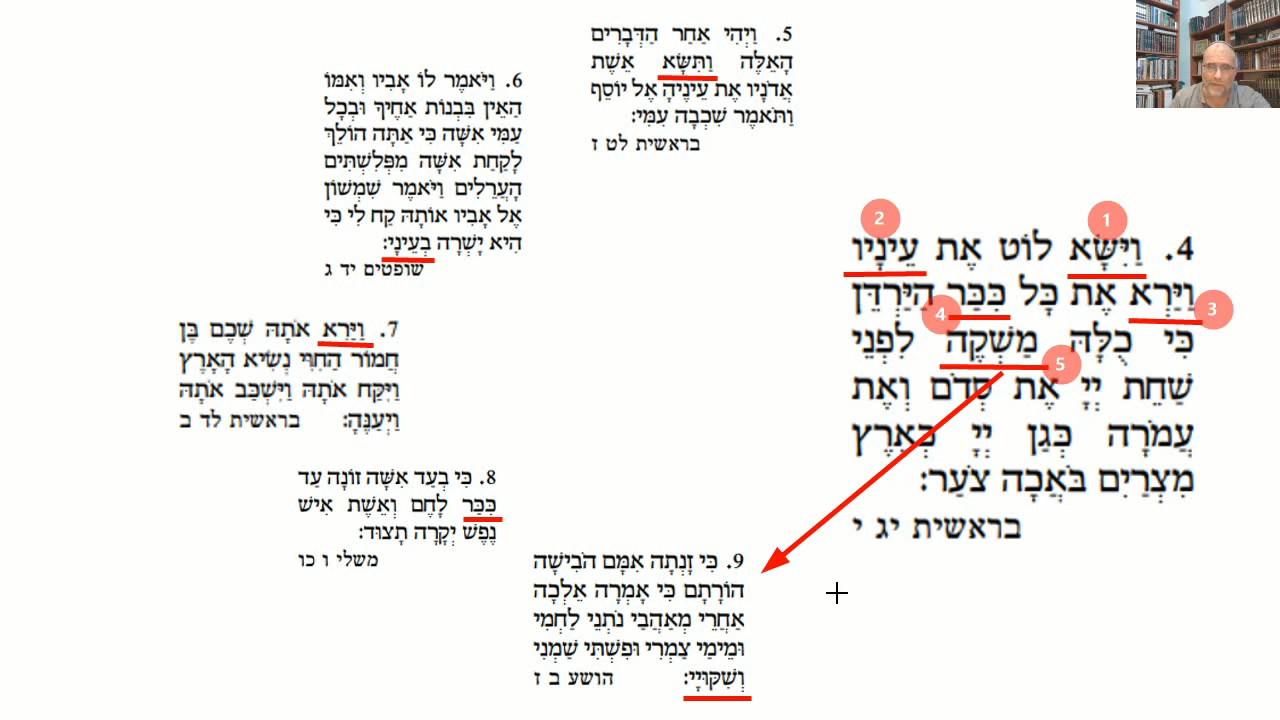 5. וַיְהִי אַחַר הַדְּבָרִים
הָאֵלֶּה וַתִּשָּׂא אֵשֶׁת
אֲדֹנָיו אֶת עֵינֶיהָ אֶל יוֹסֵף
וַתֹּאמֶר שִׁכְבָה עִמִּי:
בראשית לט ז
6. וַיֹּאמֶר לוֹ אָבִיו וְאִמּוֹ
הַאֵין בִּבְנוֹת אַחֶיךָ וּבְכָל
עַמִּי אִשָּׁה כִּי אַתָּה הוֹלֵךְ
לָקַחַת אִשָּׁה מִפְּלִשְׁתִּים
הָעֲרֵלִים וַיֹּאמֶר שִׁמְשׁוֹן
אֶל אָבִיו אוֹתָהּ קַח לִי כִּי
הִיא יָשְׁרָה בְעֵינָי:
שופטים יד ג
4. וַיִּשָּׂא לוֹט אֶת עֵינָיו
וַיַּרְא אֶת כָּל כִּכַּר הַיַּרְדֵּן
כִּי כֻלָּהּ מַשְׁקֶה לִפְנֵי
שַׁחֵת יְיָ אֶת סְדֹם וְאֶת
עֲמֹרָה כְּגַן יְיָ כְּאֶרֶץ
מִצְרַיִם בֹּאֲכָה צֹעַר:
בראשית יג י
1
2
3
4
5
7. וַיַּרְא אֹתָהּ שְׁכֶם בֶּן
חֲמוֹר הַחִוִּי נְשִׂיא הָאָרֶץ
וַיִּקַּח אֹתָהּ וַיִּשְׁכַּב אֹתָהּ
וַיְעַנֶּהָ: בראשית לד ב
8. כִּי בְעַד אִשָּׁה זוֹנָה עַד
כִּכַּר לָחֶם וְאֵשֶׁת אִישׁ
נֶפֶשׁ יְקָרָה תָצוּד:
משלי ו כו
9. כִּי זָנְתָה אִמָּם הֹבִישָׁה
הוֹרָתָם כִּי אָמְרָה אֵלְכָה
אַחֲרֵי מְאַהֲבַי נֹתְנֵי לַחְמִי
וּמֵימַי צַמְרִי וּפִשְׁתִּי שַׁמְנִי
וְשִׁקּוּיָי: הושע ב ז